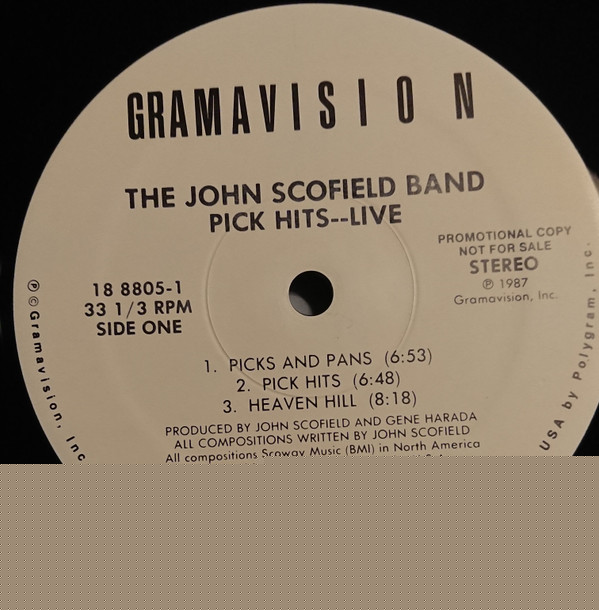 GRAMAVISION
THE JOHN SCOFIELD BAND
PICK HITS--LIVE
PROMOTIONAL COPY
NOT FOR SALE
STEREO
℗ 1987
Gramavision, Inc.
18 8805-1
33 1/3 RPM
SIDE ONE
1. PICKS AND PANS (6:53)
2. PICK HITS (6:48)
3. HEAVEN HILL (8:18)
PRODUCED BY JOHN SCOFIELD AND GENE HARADA
ALL COMPOSITIONS WRITTEN BY JOHN SCOFIELD
All compositions Scoway Music (BMI) in North America
℗©Gramavision, Inc
USA by Polygram, Inc.